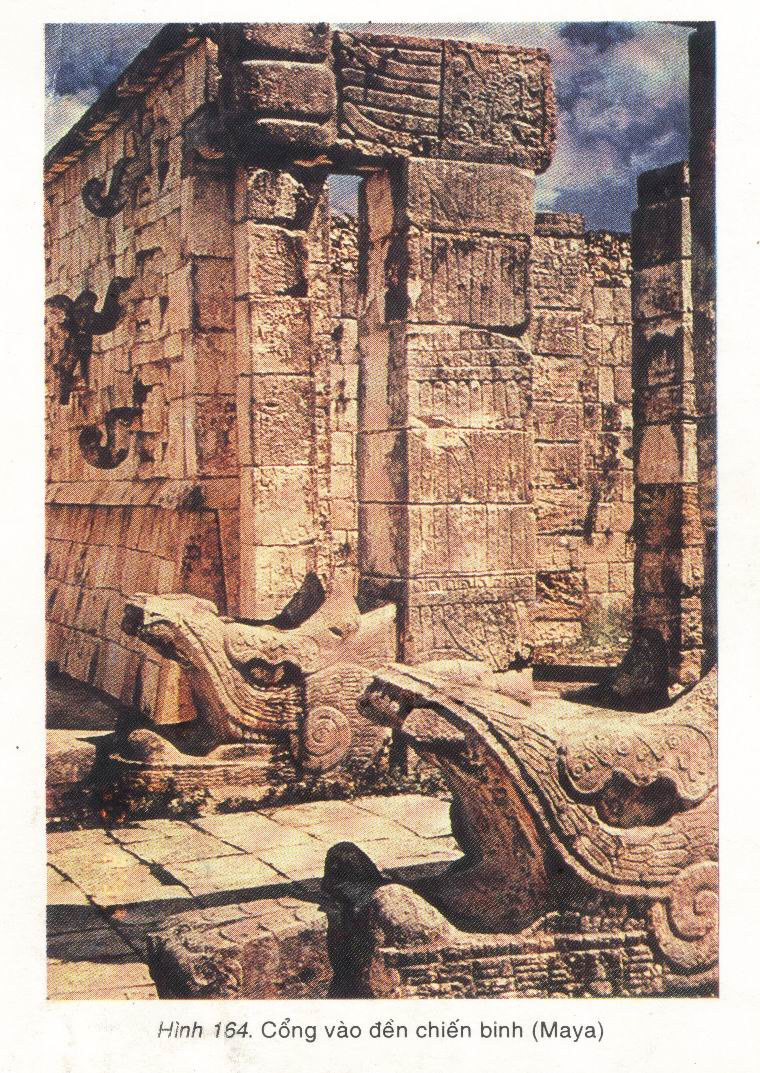 Hình 164. Cổng vào đền chiến binh (Maya)